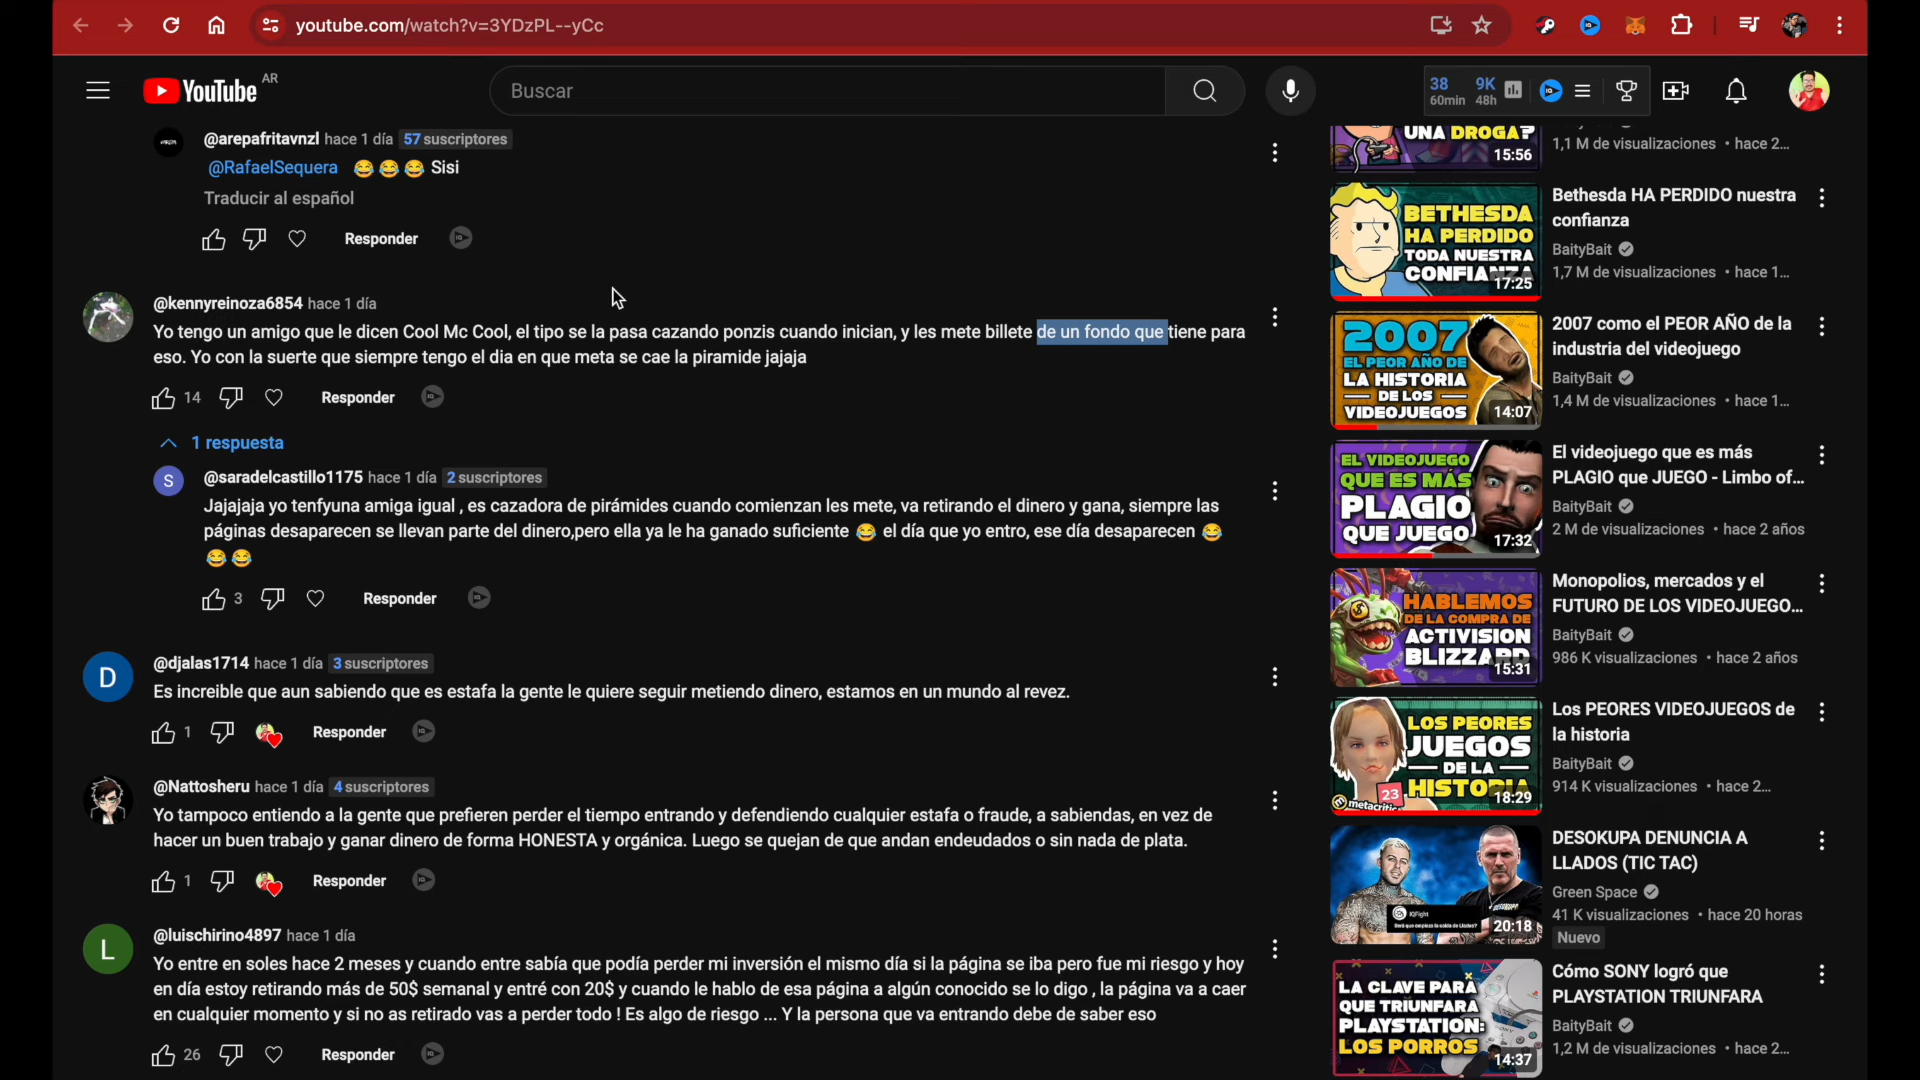 youtube.com/watch?v=3YDzPL--yCc
YouTube AR
Buscar
38 9K
60min 48h
@arepafritavnzl hace 1 día 57 suscriptores
@RafaelSequera 😂😂😂 Sisi
Traducir al español
Responder
@kennyreinoza6854 hace 1 día
Yo tengo un amigo que le dicen Cool Mc Cool, el tipo se la pasa cazando ponzis cuando inician, y les mete billete de un fondo que tiene para
eso. Yo con la suerte que siempre tengo el dia en que meta se cae la piramide jajaja
14 Responder
1 respuesta
S
@saradelcastillo1175 hace 1 día 2 suscriptores
Jajajaja yo tenfyuna amiga igual , es cazadora de pirámides cuando comienzan les mete, va retirando el dinero y gana, siempre las
páginas desaparecen se llevan parte del dinero,pero ella ya le ha ganado suficiente 😂 el día que yo entro, ese día desaparecen 😂
😂😂
3 Responder
D
@djalas1714 hace 1 día 3 suscriptores
Es increible que aun sabiendo que es estafa la gente le quiere seguir metiendo dinero, estamos en un mundo al revez.
1 Responder
@Nattosheru hace 1 día 4 suscriptores
Yo tampoco entiendo a la gente que prefieren perder el tiempo entrando y defendiendo cualquier estafa o fraude, a sabiendas, en vez de
hacer un buen trabajo y ganar dinero de forma HONESTA y orgánica. Luego se quejan de que andan endeudados o sin nada de plata.
1 Responder
L
@luischirino4897 hace 1 día
Yo entre en soles hace 2 meses y cuando entre sabía que podía perder mi inversión el mismo día si la página se iba pero fue mi riesgo y hoy
en día estoy retirando más de 50$ semanal y entré con 20$ y cuando le hablo de esa página a algún conocido se lo digo , la página va a caer
en cualquier momento y si no as retirado vas a perder todo ! Es algo de riesgo ... Y la persona que va entrando debe de saber eso
26 Responder
UNA DROGA?
15:56
1,1 M de visualizaciones • hace 2...
BETHESDA
HA PERDIDO
TODA NUESTRA
CONFIANZA
17:25
Bethesda HA PERDIDO nuestra
confianza
BaityBait
1,7 M de visualizaciones • hace 1...
2007
EL PEOR AÑO DE
LA HISTORIA
DE LOS
VIDEOJUEGOS
14:07
2007 como el PEOR AÑO de la
industria del videojuego
BaityBait
1,4 M de visualizaciones • hace 1...
EL VIDEOJUEGO
QUE ES MÁS
PLAGIO
QUE JUEGO
17:32
El videojuego que es más
PLAGIO que JUEGO - Limbo of...
BaityBait
2 M de visualizaciones • hace 2 años
HABLEMOS
DE LA COMPRA DE
ACTIVISION
BLIZZARD
15:31
Monopolios, mercados y el
FUTURO DE LOS VIDEOJUEGO...
BaityBait
986 K visualizaciones • hace 2 años
LOS PEORES
JUEGOS
DE LA
HISTORIA
23
metacritic
18:29
Los PEORES VIDEOJUEGOS de
la historia
BaityBait
914 K visualizaciones • hace 2...
IQFight
20:18
DESOKUPA DENUNCIA A
LLADOS (TIC TAC)
Green Space
41 K visualizaciones • hace 20 horas
Nuevo
LA CLAVE PARA
QUE TRIUNFARA
PLAYSTATION:
LOS PORROS
14:37
Cómo SONY logró que
PLAYSTATION TRIUNFARA
BaityBait
1,2 M de visualizaciones • hace 2...